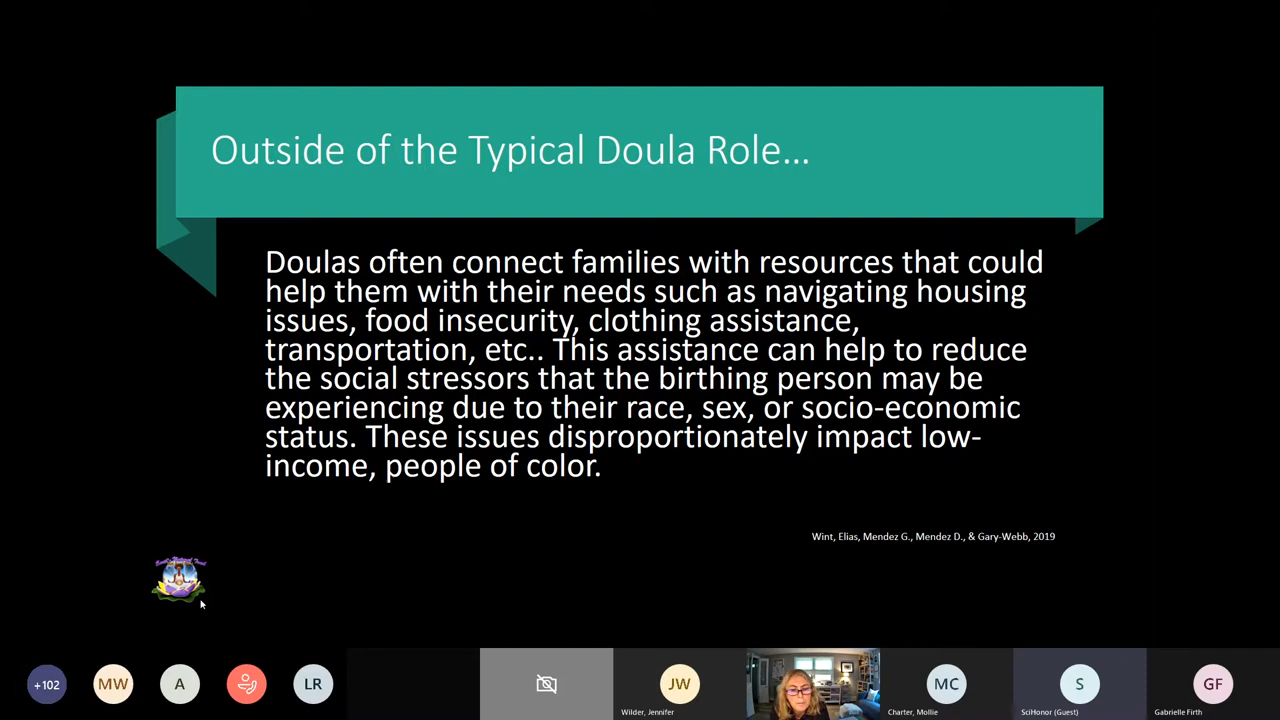 Outside of the Typical Doula Role...
Doulas often connect families with resources that could
help them with their needs such as navigating housing
issues, food insecurity, clothing assistance,
transportation, etc.. This assistance can help to reduce
the social stressors that the birthing person may be
experiencing due to their race, sex, or socio-economic
status. These issues disproportionately impact low-
income, people of color.
Wint, Elias, Mendez G., Mendez D., & Gary-Webb, 2019
+102
MW
A
LR
JW
Wilder, Jennifer
MC
Charter, Mollie
S
SciHonor (Guest)
GF
Gabrielle Firth